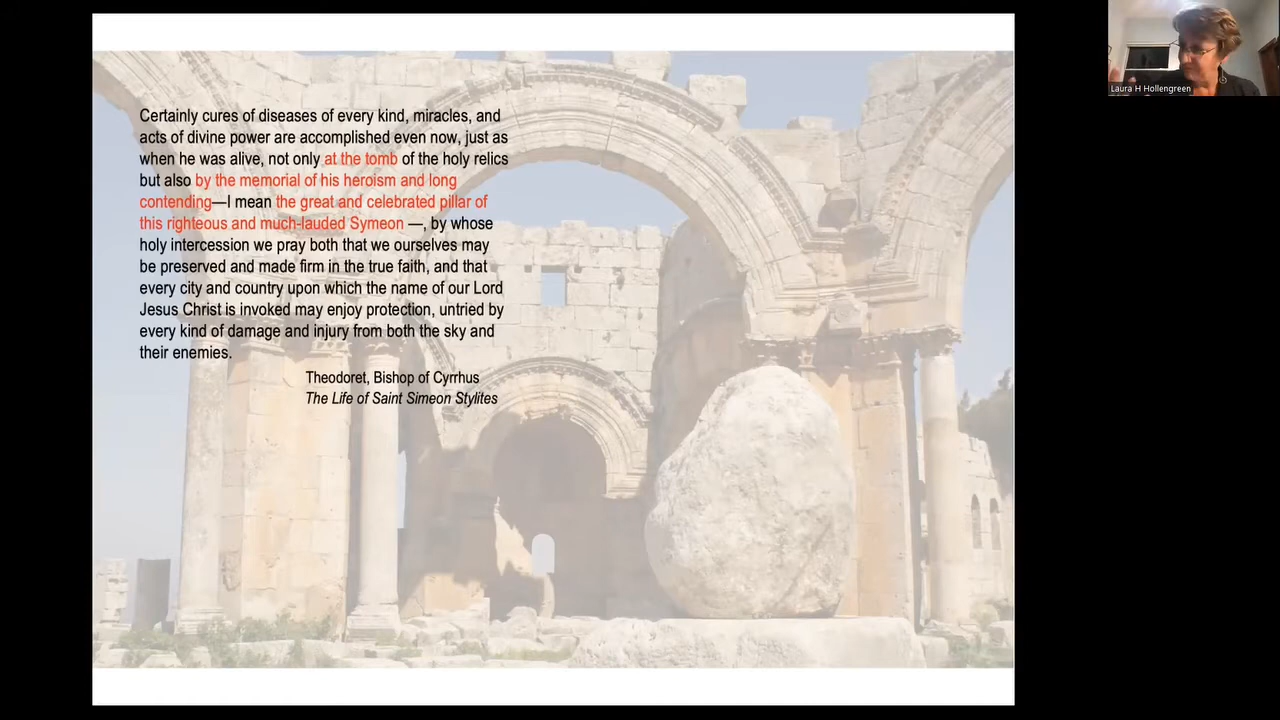 Certainly cures of diseases of every kind, miracles, and
acts of divine power are accomplished even now, just as
when he was alive, not only at the tomb of the holy relics
but also by the memorial of his heroism and long
contending—I mean the great and celebrated pillar of
this righteous and much-lauded Symeon —, by whose
holy intercession we pray both that we ourselves may
be preserved and made firm in the true faith, and that
every city and country upon which the name of our Lord
Jesus Christ is invoked may enjoy protection, untried by
every kind of damage and injury from both the sky and
their enemies.
Theodoret, Bishop of Cyrrhus
The Life of Saint Simeon Stylites
Laura H Hollengreen